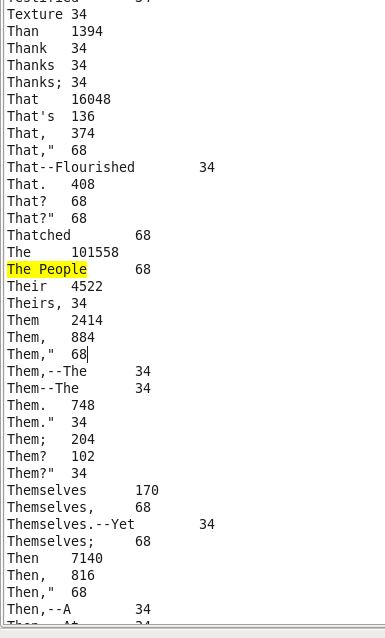 Texture 34
Than 1394
Thank 34
Thanks 34
Thanks; 34
That 16048
That's 136
That, 374
That," 68
That--Flourished 34
That. 408
That? 68
That?" 68
Thatched 68
The 101558
The People 68
Their 4522
Theirs, 34
Them 2414
Them, 884
Them," 68
Them,--The 34
Them--The 34
Them. 748
Them." 34
Them; 204
Them? 102
Them?" 34
Themselves 170
Themselves, 68
Themselves.--Yet 34
Themselves; 68
Then 7140
Then, 816
Then," 68
Then,--A 34